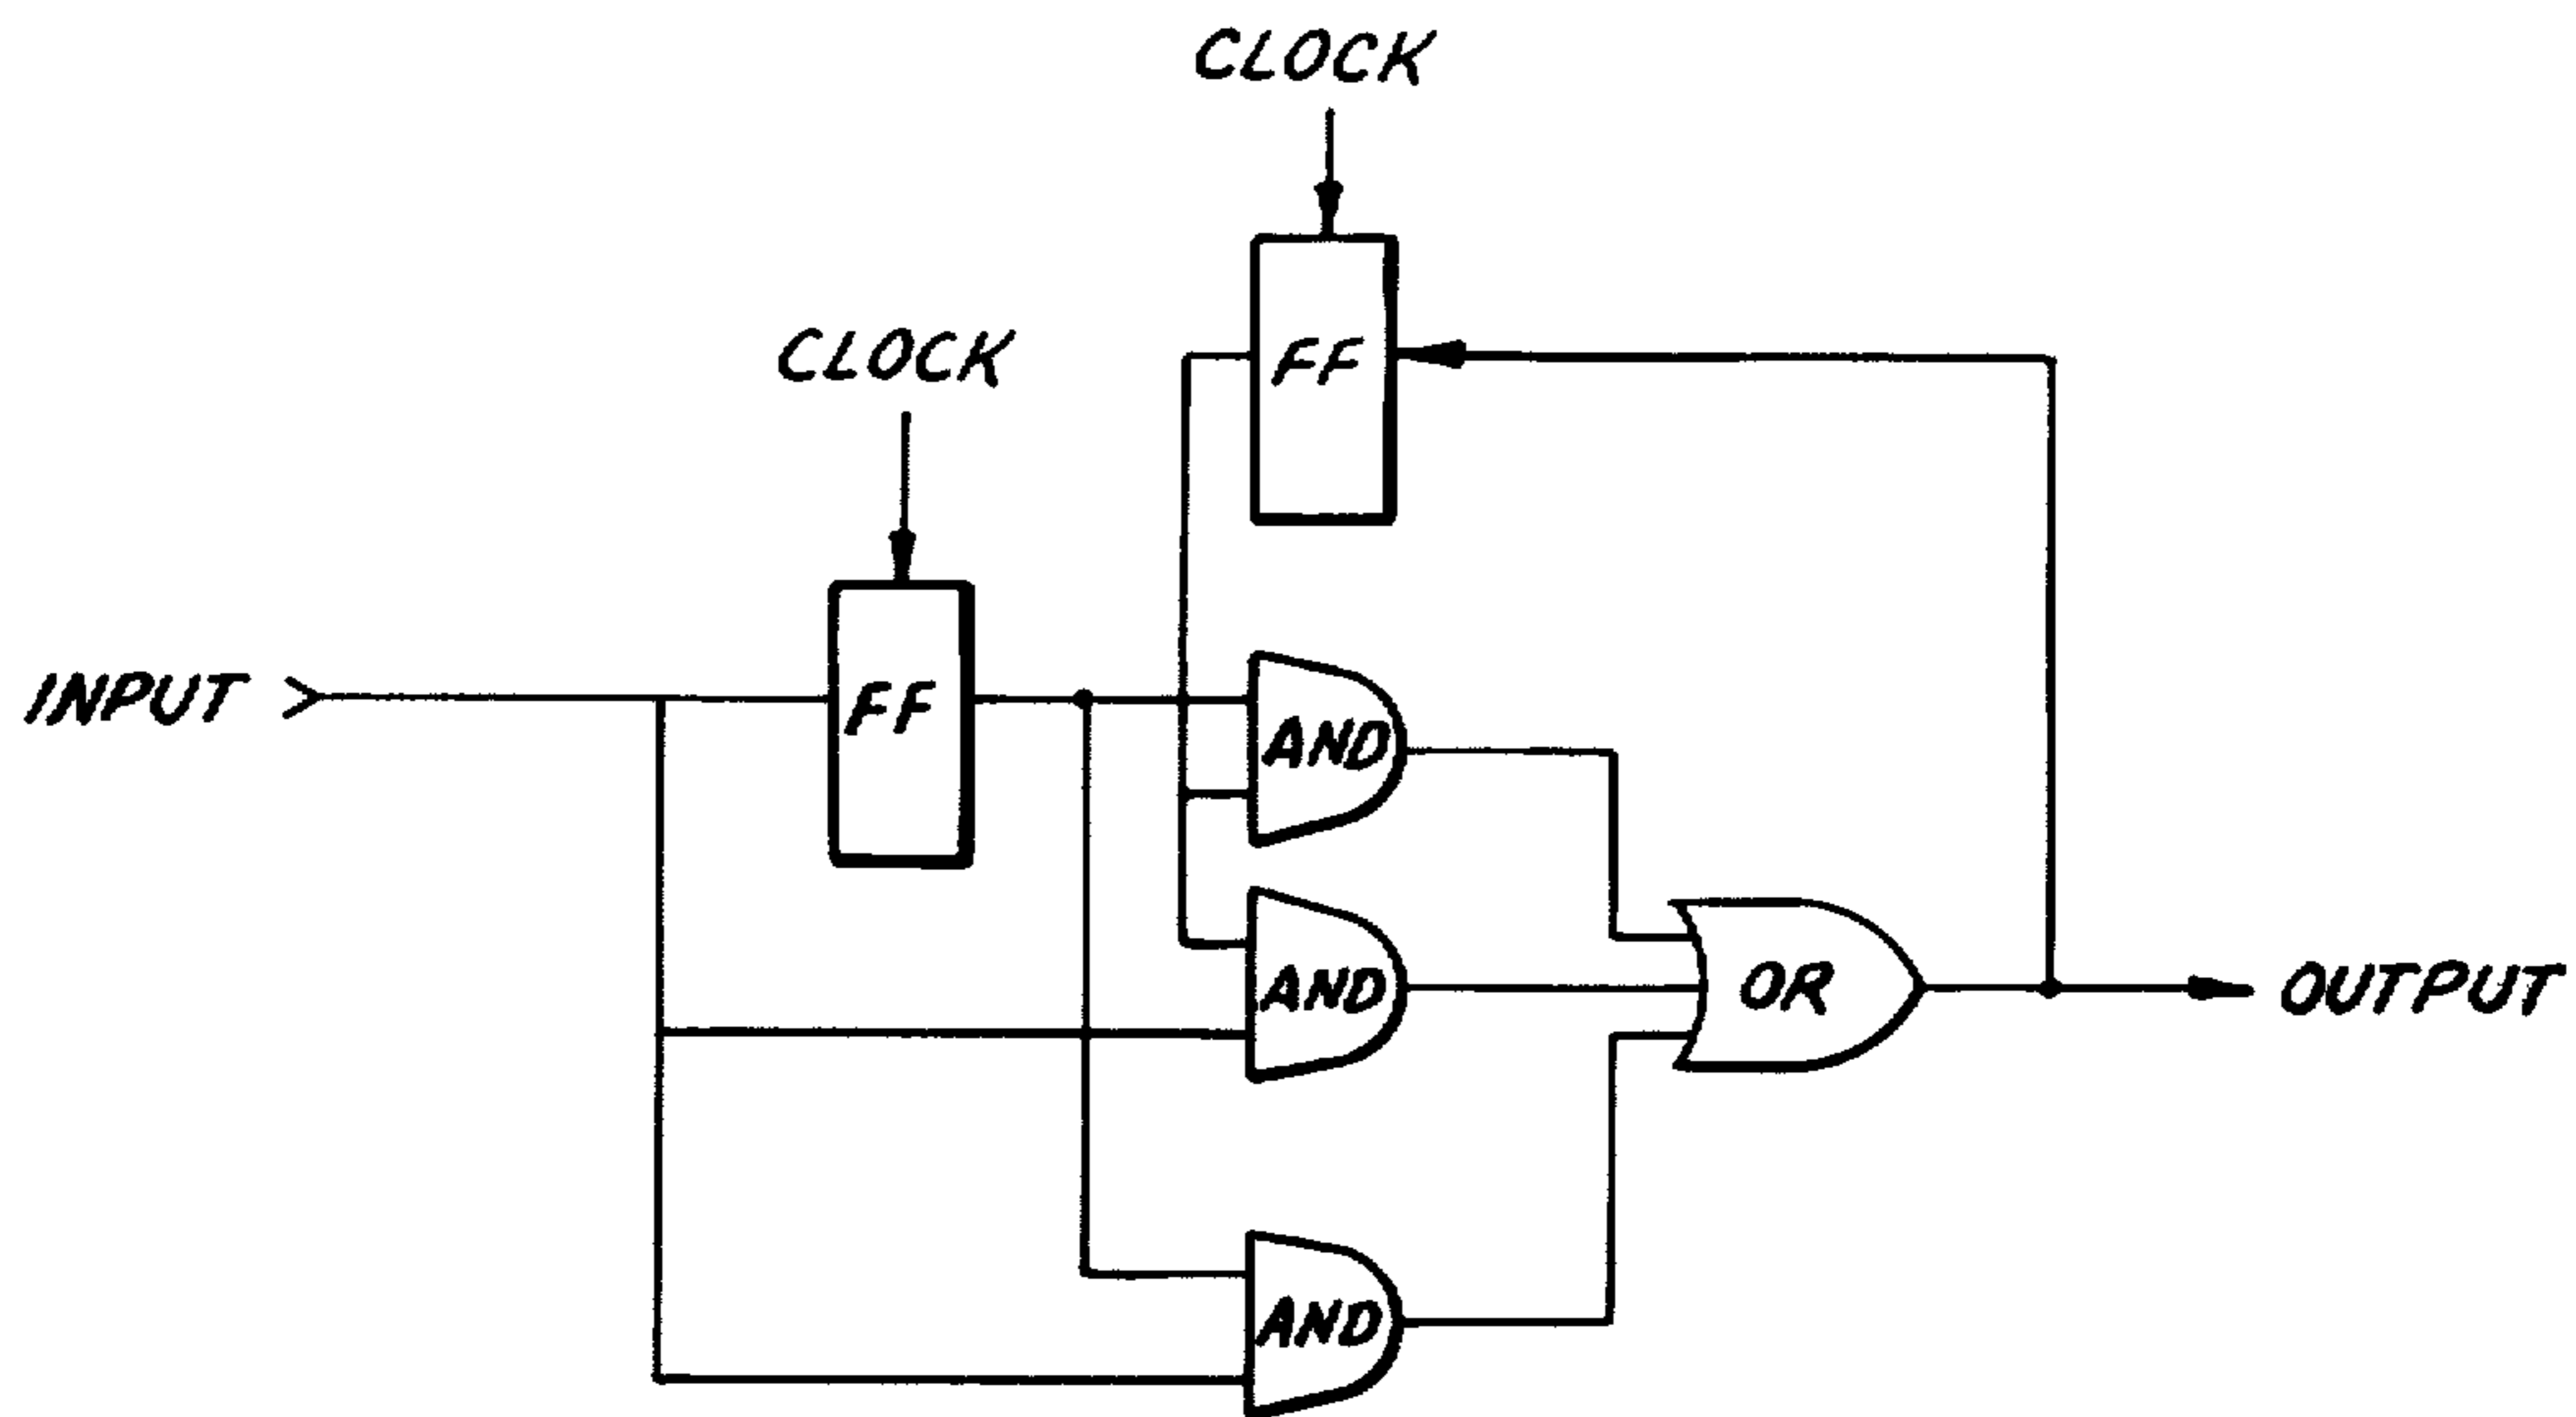 CLOCK
CLOCK
FF
INPUT
FF
AND
AND
OR
OUTPUT
AND